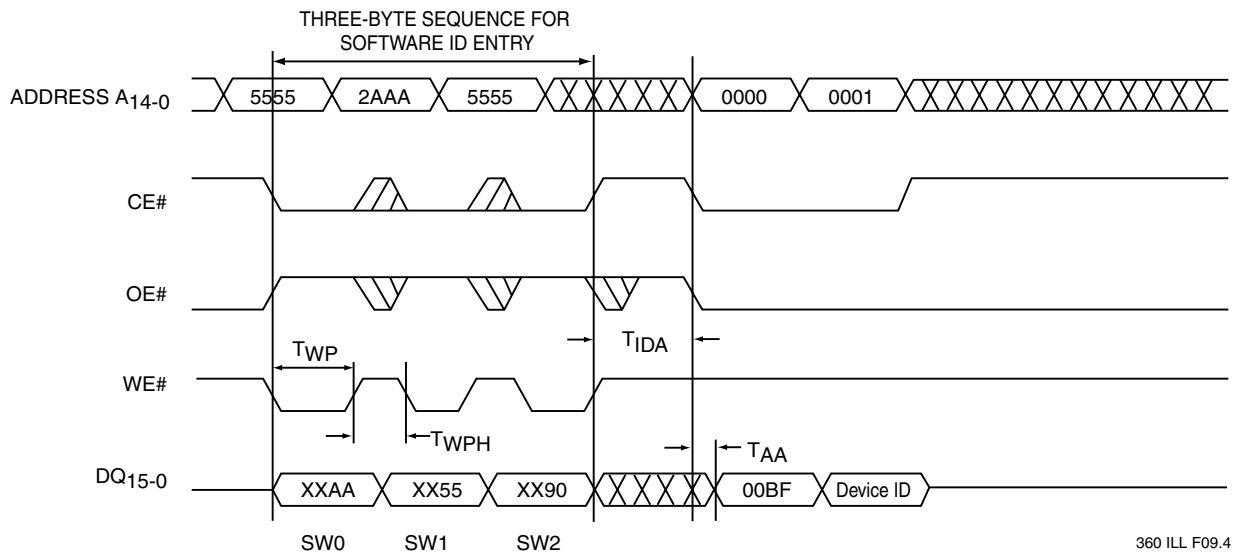 THREE-BYTE SEQUENCE FOR
SOFTWARE ID ENTRY
ADDRESS A14-0
5555
2AAA
5555
0000
0001
CE#
OE#
TIDA
TWP
WE#
TWPH
TAA
DQ15-0
XXAA
XX55
XX90
00BF
Device ID
SW0
SW1
SW2
360 ILL F09.4